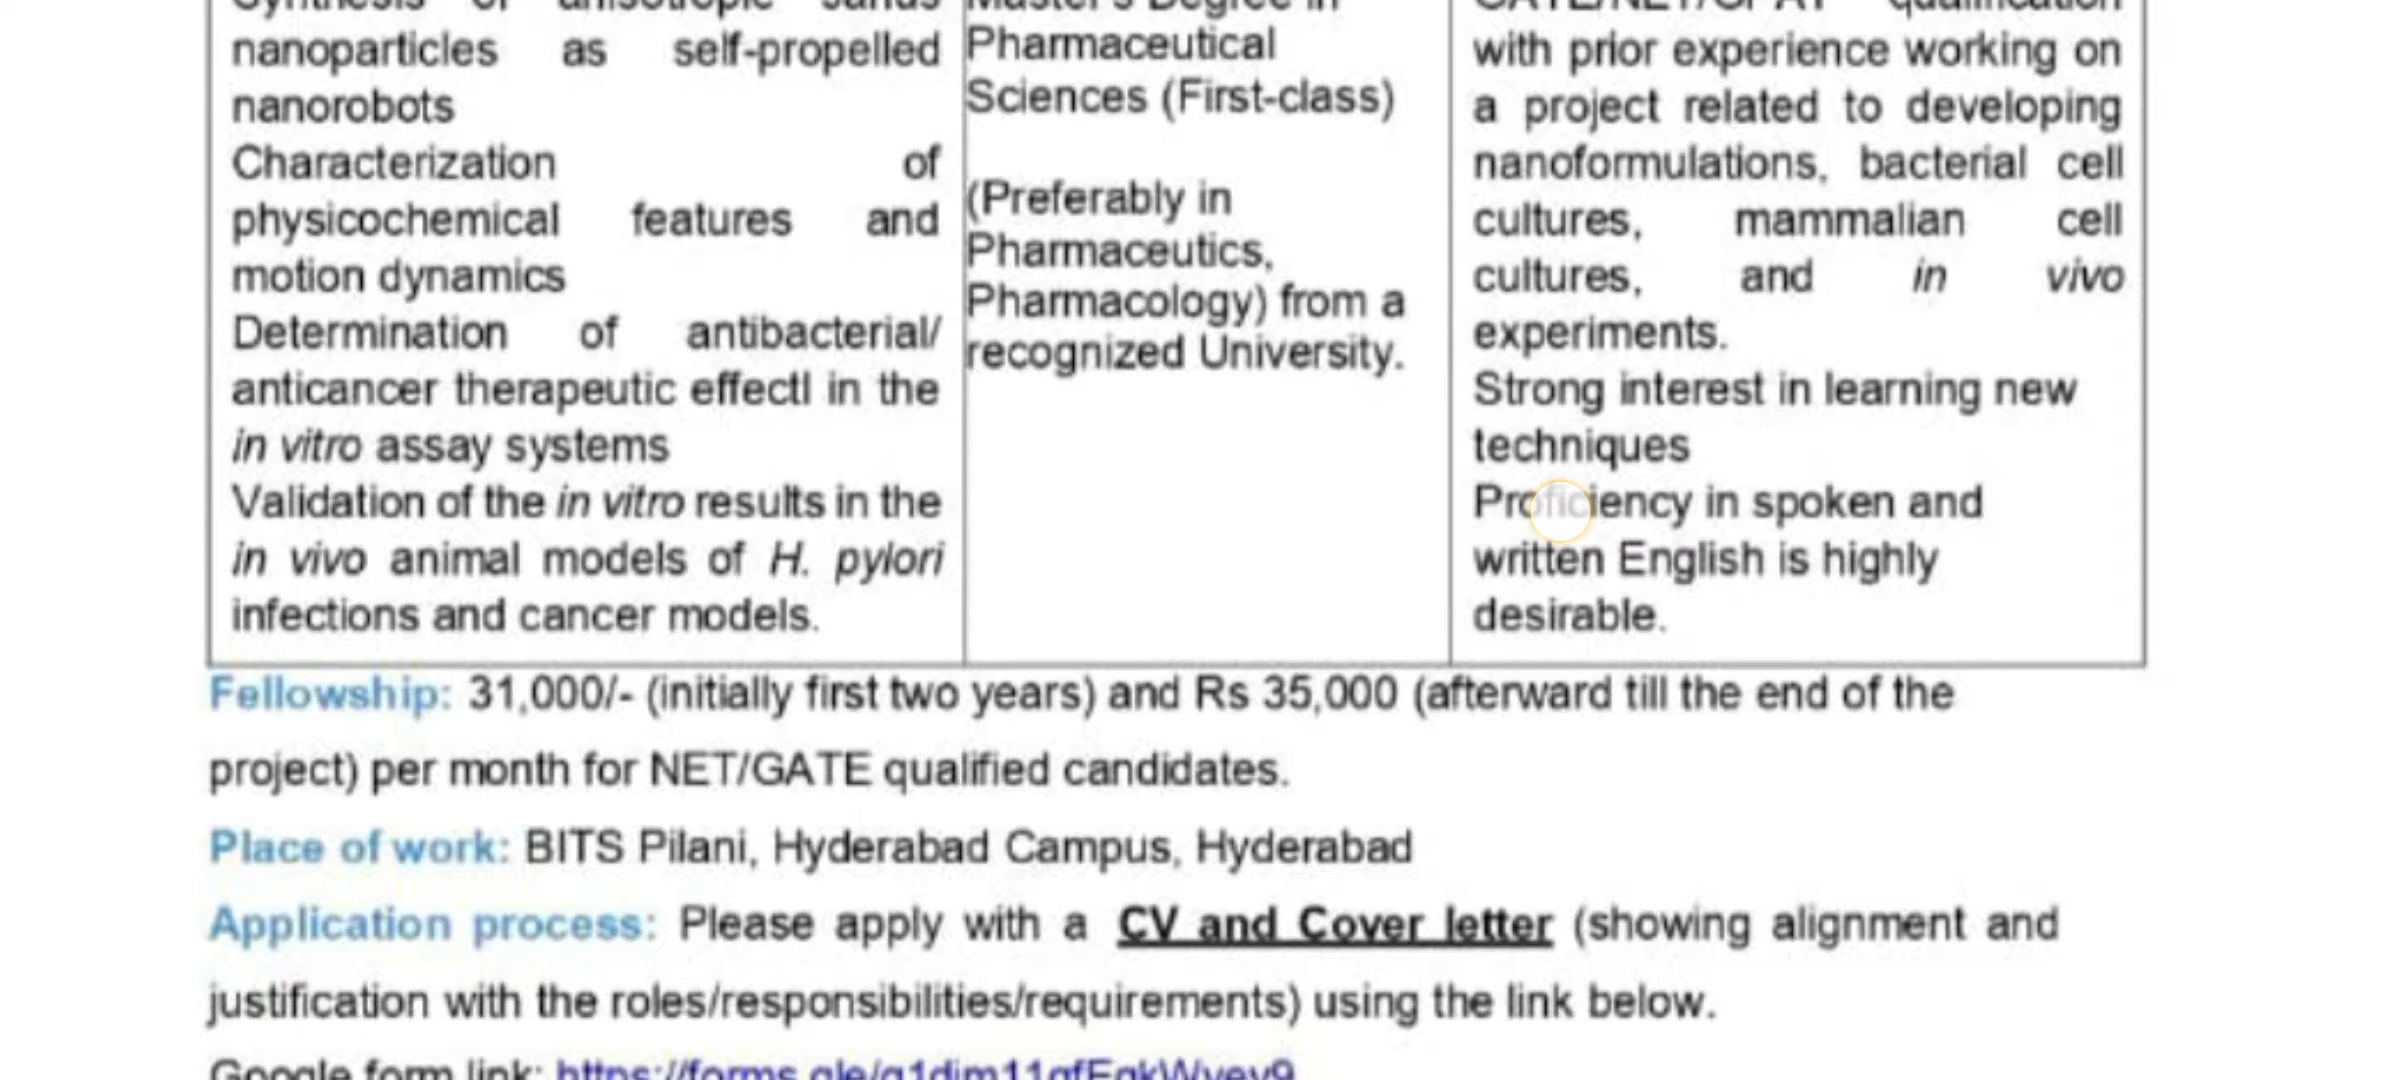 nanoparticles as self-propelled
nanorobots
Characterization of
physicochemical features and
motion dynamics
Determination of antibacterial/
anticancer therapeutic effectl in the
in vitro assay systems
Validation of the in vitro results in the
in vivo animal models of H. pylori
infections and cancer models.
Master's Degree in
Pharmaceutical
Sciences (First-class)
(Preferably in
Pharmaceutics,
Pharmacology) from a
recognized University.
qualification
with prior experience working on
a project related to developing
nanoformulations, bacterial cell
cultures, mammalian cell
cultures, and in vivo
experiments.
Strong interest in learning new
techniques
Proficiency in spoken and
written English is highly
desirable.
Fellowship: 31,000/- (initially first two years) and Rs 35,000 (afterward till the end of the
project) per month for NET/GATE qualified candidates.
Place of work: BITS Pilani, Hyderabad Campus, Hyderabad
Application process: Please apply with a CV and Cover letter (showing alignment and
justification with the roles/responsibilities/requirements) using the link below.
Google form link: